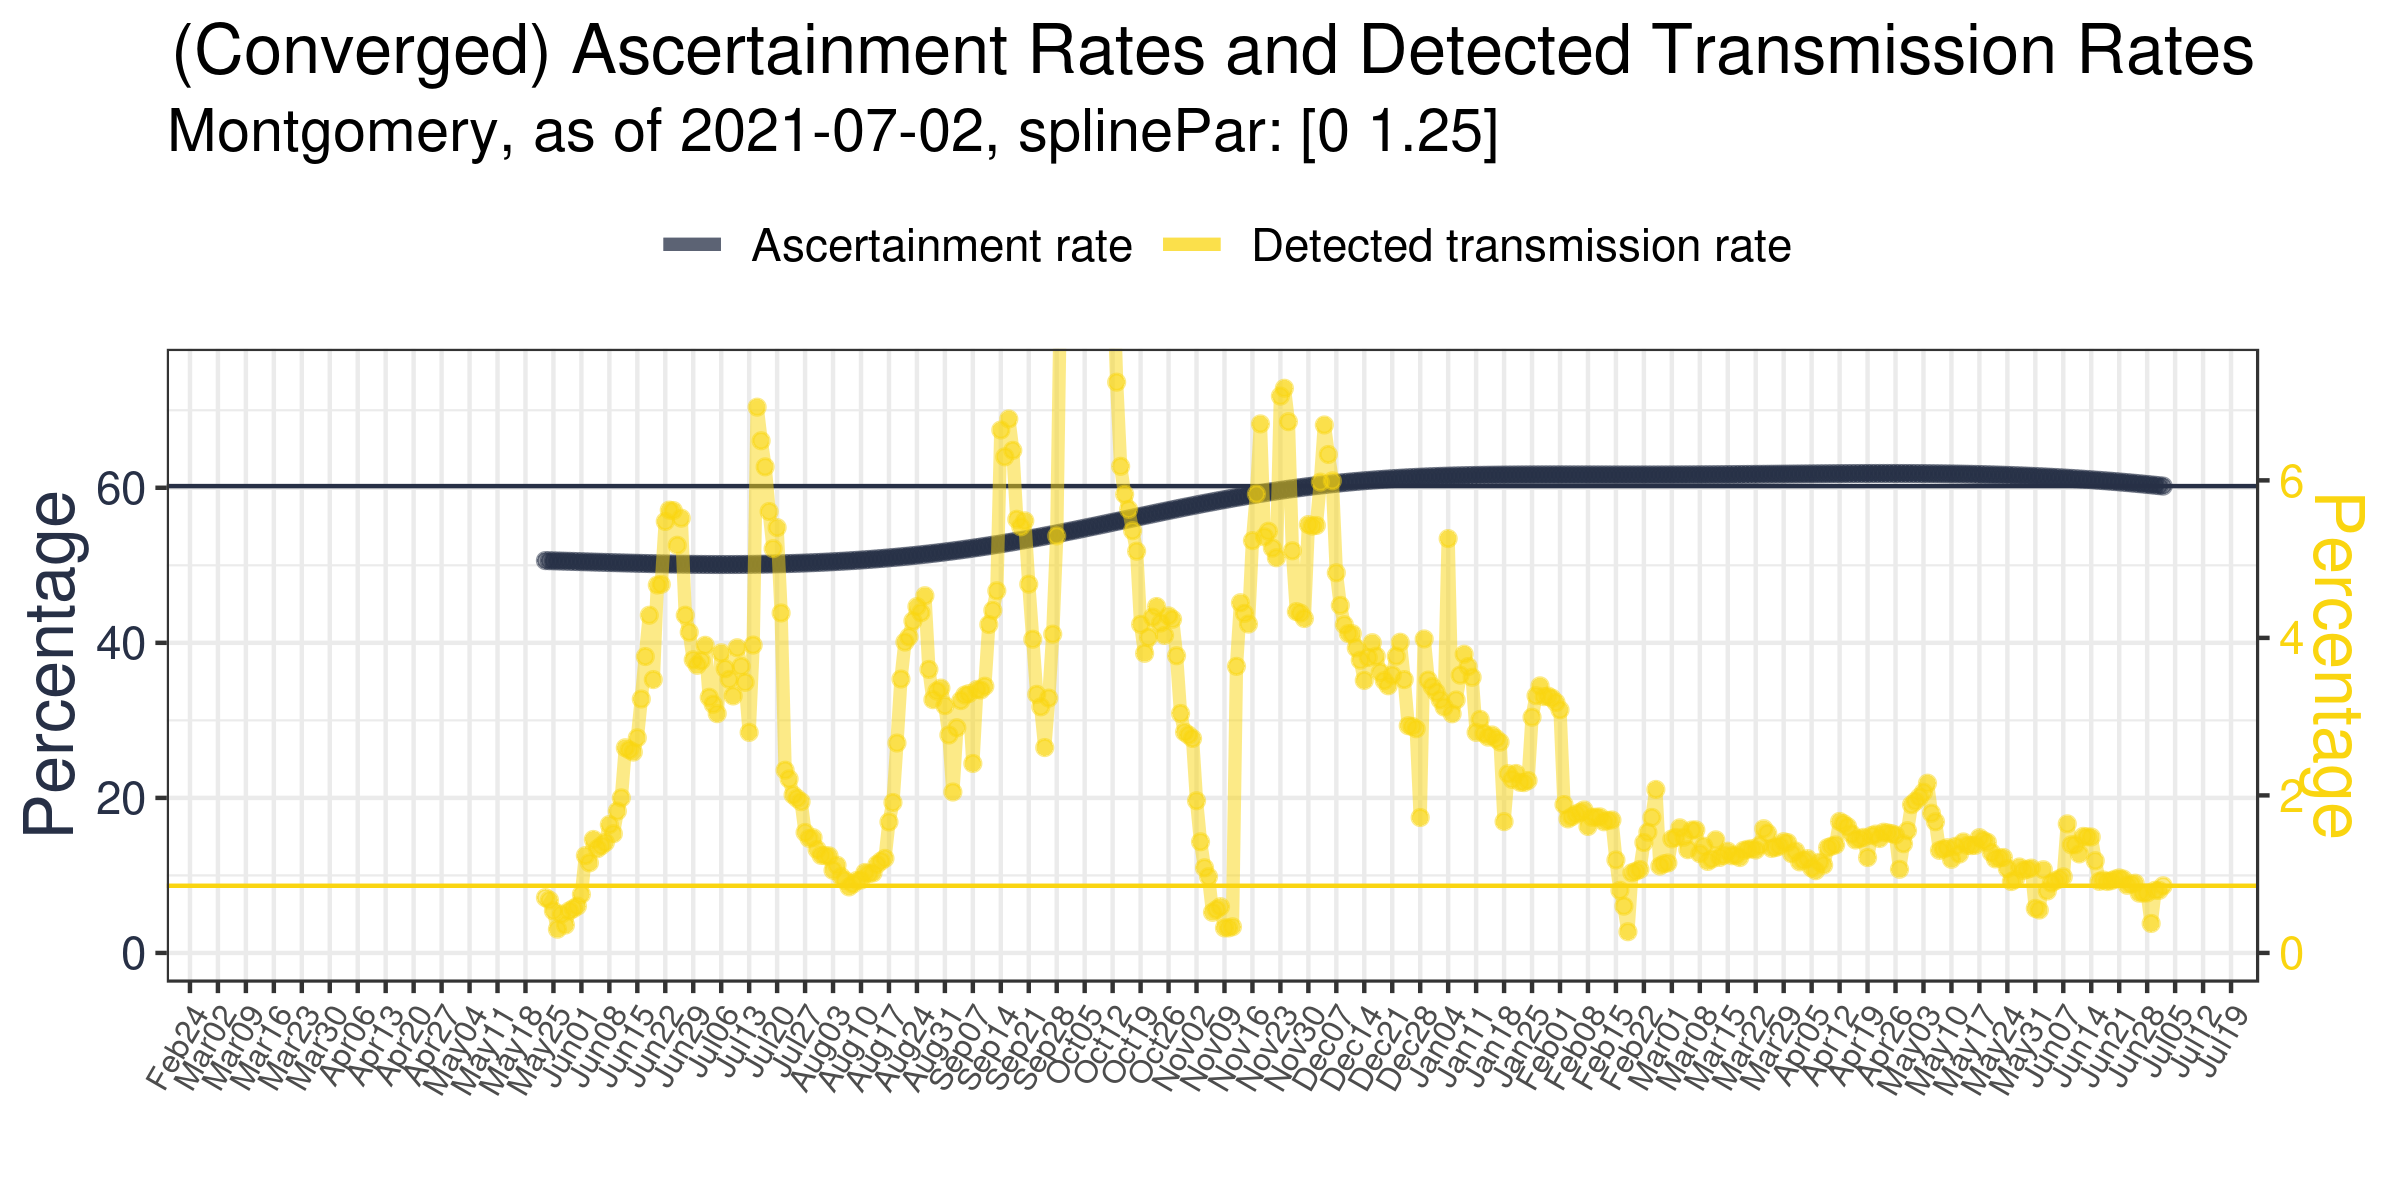 (Converged) Ascertainment Rates and Detected Transmission Rates
Montgomery, as of 2021-07-02, splinePar: [0 1.25]
Ascertainment rate Detected transmission rate
Percentage
60
40
20
0
6
4
2
0
Percentage
Feb24
Mar02
Mar09
Mar16
Mar23
Mar30
Apr06
Apr13
Apr20
Apr27
May04
May11
May18
May25
Jun01
Jun08
Jun15
Jun22
Jun29
Jul06
Jul13
Jul20
Jul27
Aug03
Aug10
Aug17
Aug24
Aug31
Sep07
Sep14
Sep21
Sep28
Oct05
Oct12
Oct19
Oct26
Nov02
Nov09
Nov16
Nov23
Nov30
Dec07
Dec14
Dec21
Dec28
Jan04
Jan11
Jan18
Jan25
Feb01
Feb08
Feb15
Feb22
Mar01
Mar08
Mar15
Mar22
Mar29
Apr05
Apr12
Apr19
Apr26
May03
May10
May17
May24
May31
Jun07
Jun14
Jun21
Jun28
Jul05
Jul12
Jul19